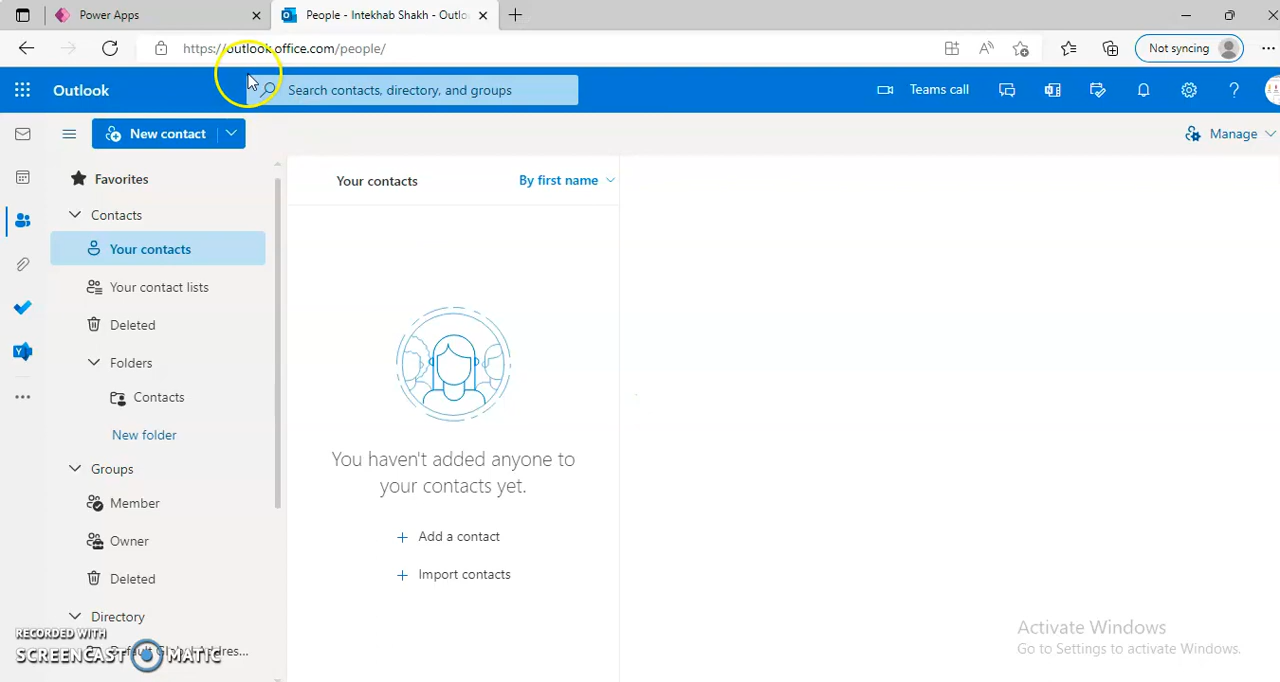 Power Apps
People - Intekhab Shakh - Outlo
https://outlook.office.com/people/
Not syncing
Outlook
Search contacts, directory, and groups
Teams call
New contact
Manage
Favorites
Your contacts
By first name
Contacts
Your contacts
Your contact lists
Deleted
Folders
Contacts
New folder
Groups
Member
Owner
Deleted
Directory
You haven't added anyone to
your contacts yet.
Add a contact
Import contacts
Activate Windows
Go to Settings to activate Windows.
RECORDED WITH
SCREENCAST MATIC